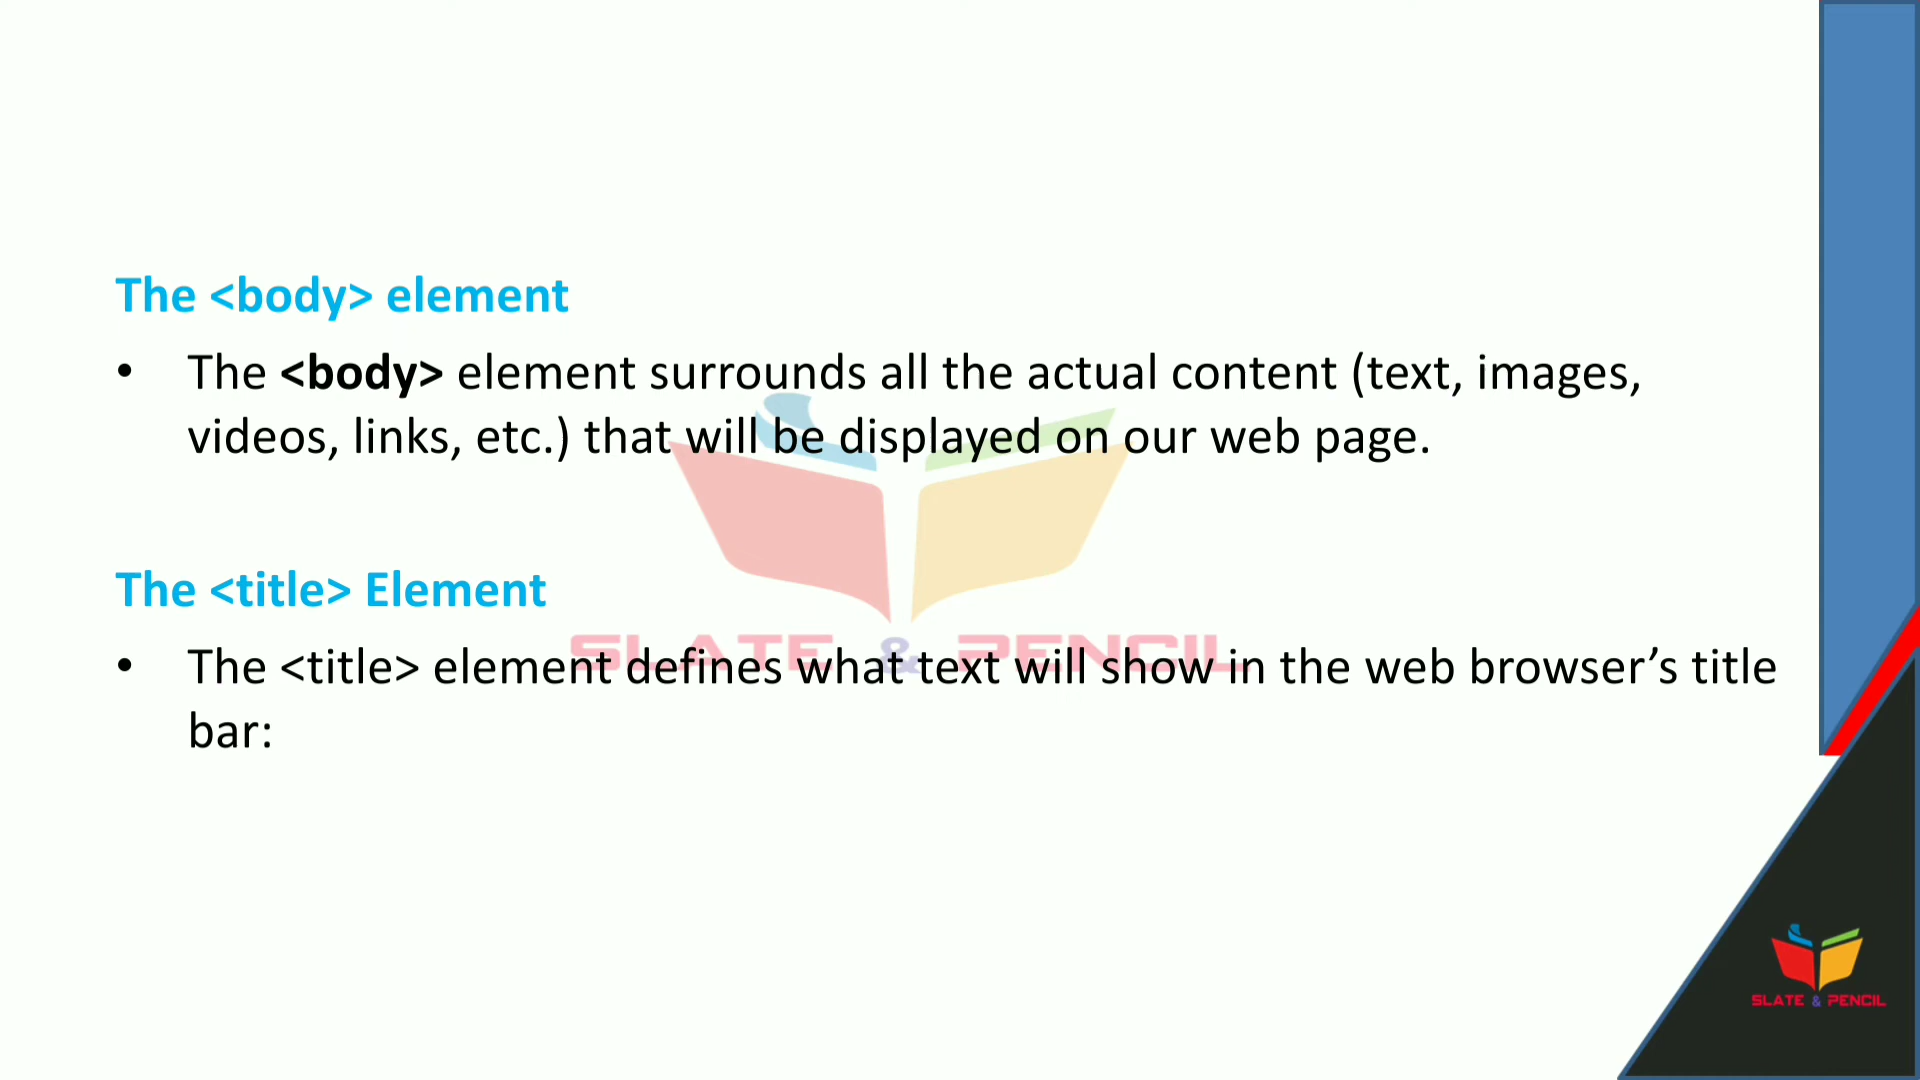 The <body> element
• The <body> element surrounds all the actual content (text, images,
videos, links, etc.) that will be displayed on our web page.
The <title> Element
• The <title> element defines what text will show in the web browser’s title
bar:
SLATE & PENCIL
SLATE & PENCIL